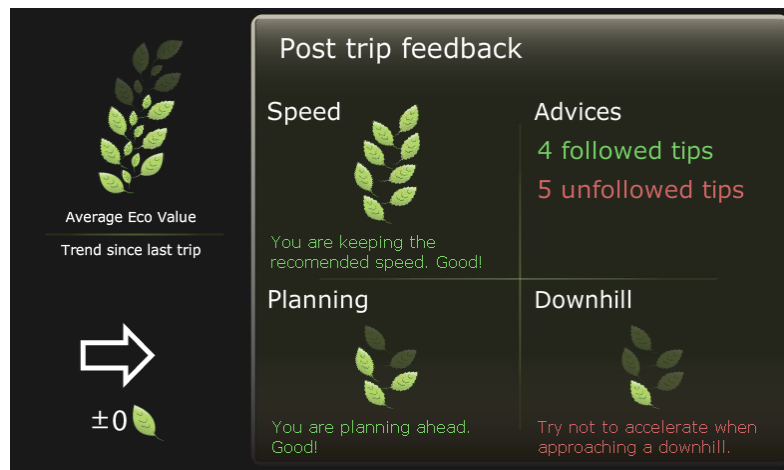 Average Eco Value
Trend since last trip
±0
Post trip feedback
Speed
You are keeping the
recomended speed. Good!
Advices
4 followed tips
5 unfollowed tips
Planning
You are planning ahead.
Good!
Downhill
Try not to accelerate when
approaching a downhill.